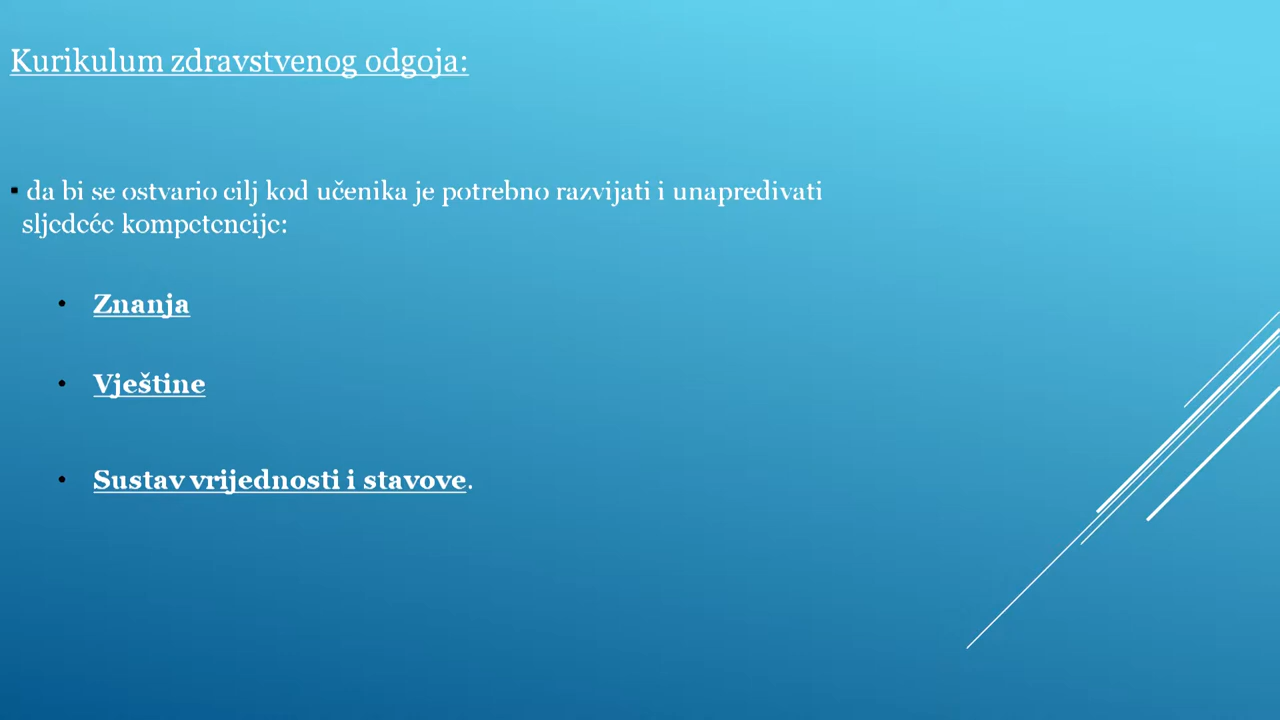 Kurikulum zdravstvenog odgoja:
▪ da bi se ostvario cilj kod učenika je potrebno razvijati i unapređivati
sljedeće kompetencije:
• Znanja
• Vještine
• Sustav vrijednosti i stavove.